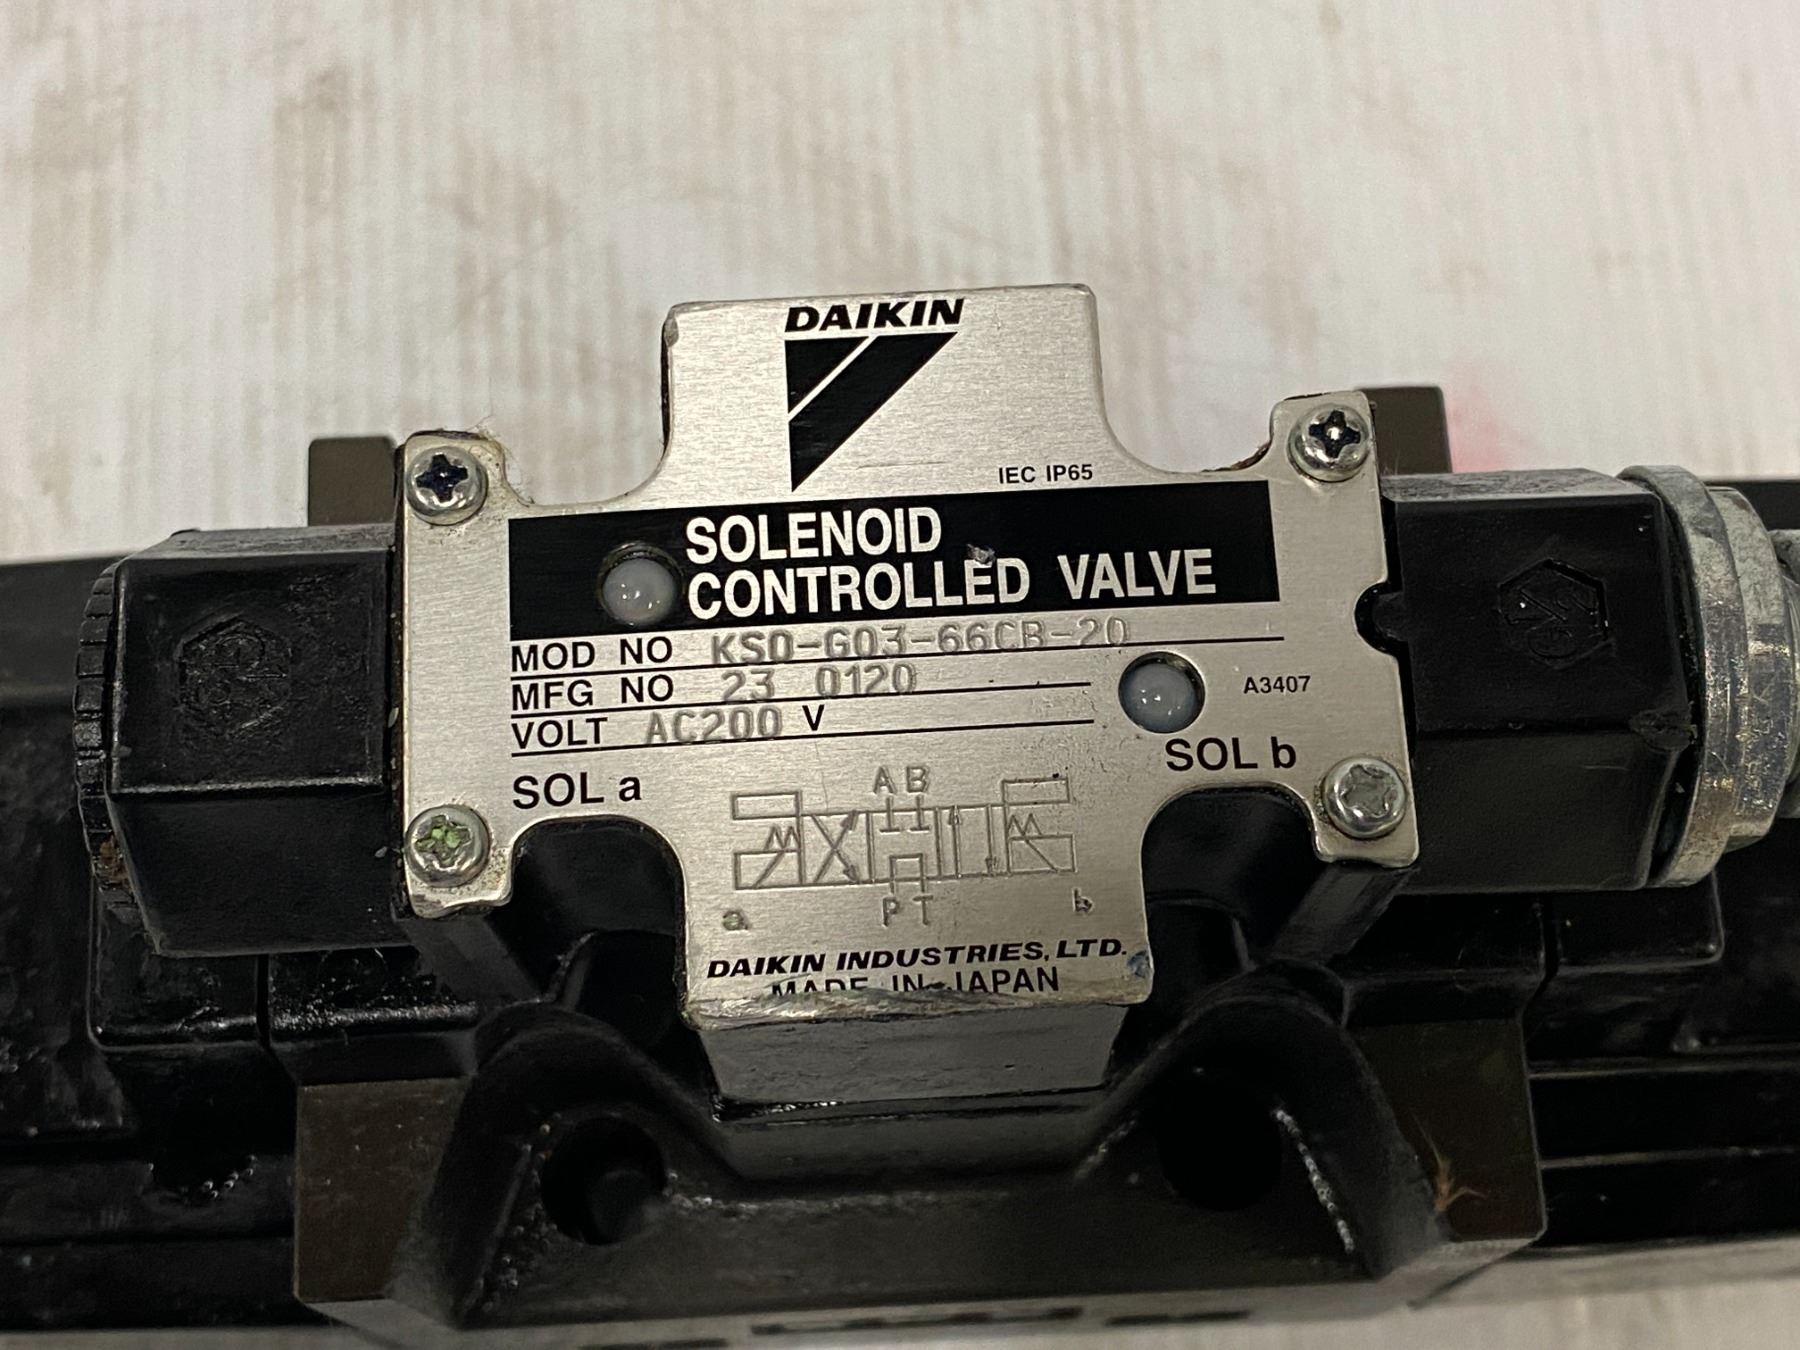 DAIKIN
IEC IP65
SOLENOID
CONTROLLED VALVE
MOD NO KSO-G03-66CB-20
MFG NO 23 0120
VOLT AC200 V
A3407
SOL a
SOL b
A B
a P T b
DAIKIN INDUSTRIES, LTD.
MADE IN JAPAN